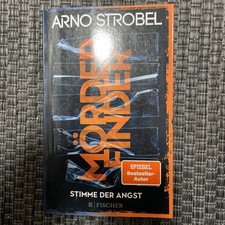 ARNO STROBEL
MÖRDER
FINDER
SPIEGEL
Bestseller-
Autor
STIMME DER ANGST
FISCHER